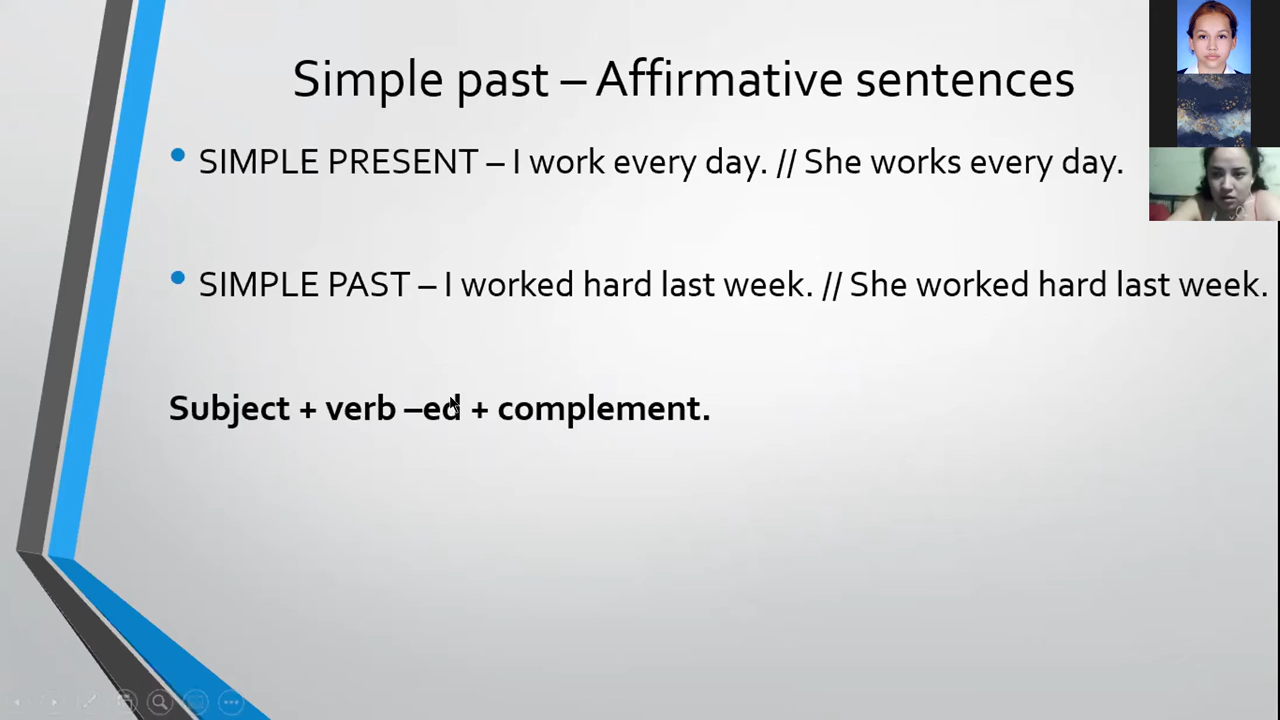 Simple past – Affirmative sentences
SIMPLE PRESENT – I work every day. // She works every day.
SIMPLE PAST – I worked hard last week. // She worked hard last week.
Subject + verb –ed + complement.